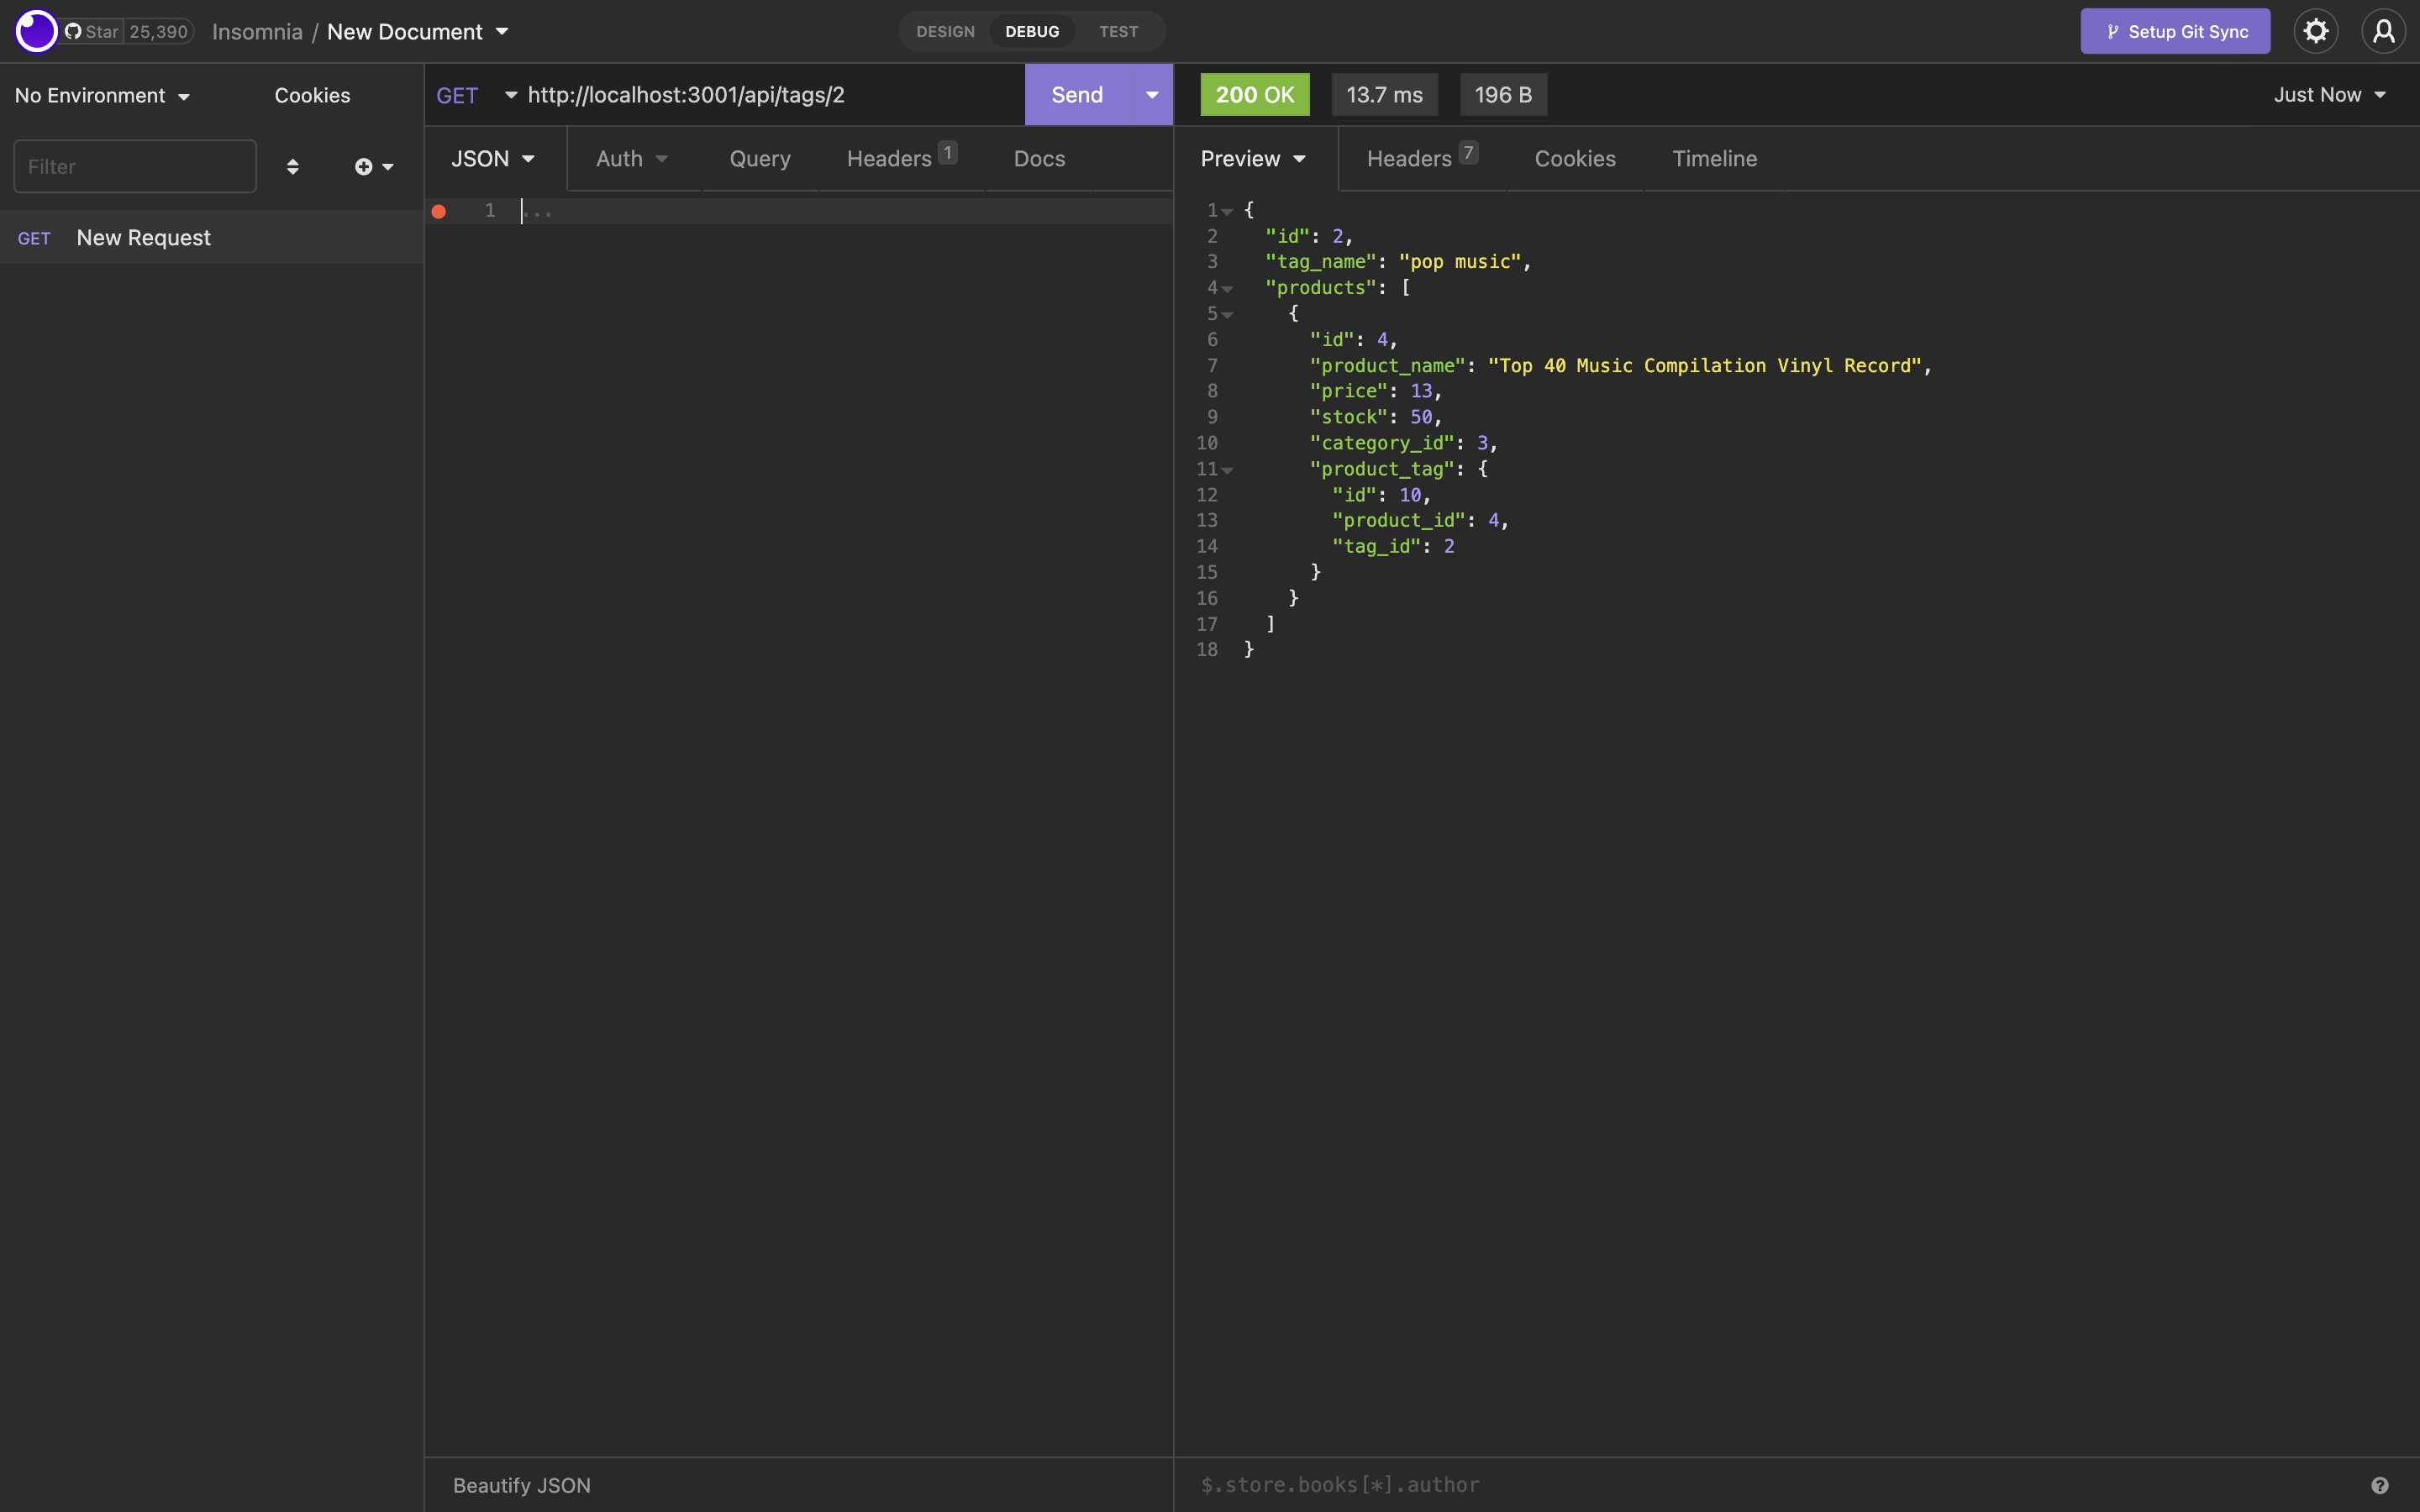 Star 25,390 Insomnia / New Document DESIGN DEBUG TEST Setup Git Sync
No Environment Cookies
Filter
GET New Request
GET http://localhost:3001/api/tags/2 Send
JSON Auth Query Headers 1 Docs
1 ...
Beautify JSON
200 OK 13.7 ms 196 B Just Now
Preview Headers 7 Cookies Timeline
1 {
2 "id": 2,
3 "tag_name": "pop music",
4 "products": [
5 {
6 "id": 4,
7 "product_name": "Top 40 Music Compilation Vinyl Record",
8 "price": 13,
9 "stock": 50,
10 "category_id": 3,
11 "product_tag": {
12 "id": 10,
13 "product_id": 4,
14 "tag_id": 2
15 }
16 }
17 ]
18 }
$.store.books[*].author